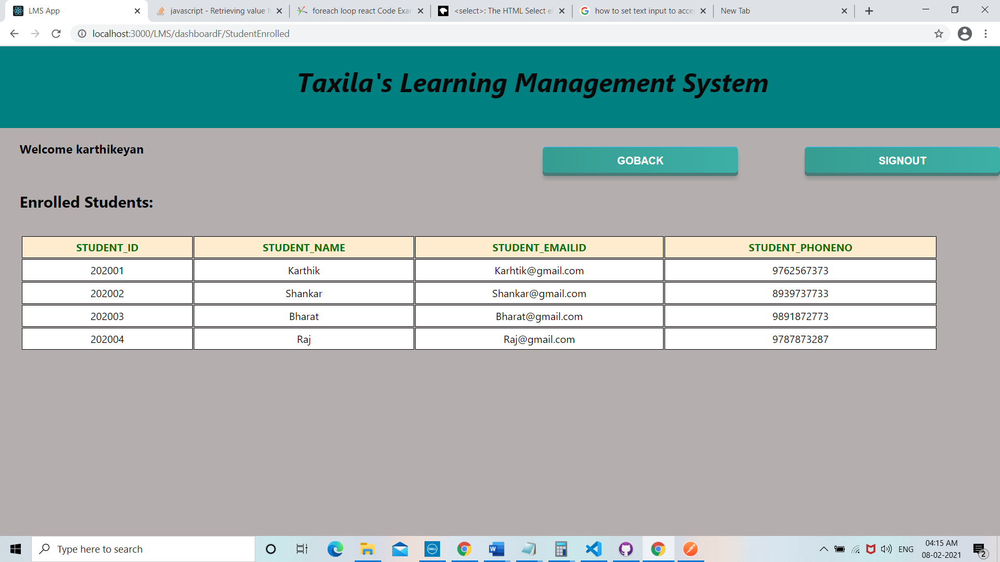 LMS App
javascript - Retrieving value f
foreach loop react Code Exan
<select>: The HTML Select el
how to set text input to accep
New Tab
localhost:3000/LMS/dashboardF/StudentEnrolled
Taxila's Learning Management System
Welcome karthikeyan
GOBACK
SIGNOUT
Enrolled Students:
STUDENT_ID STUDENT_NAME STUDENT_EMAILID STUDENT_PHONENO
202001 Karthik Karhtik@gmail.com 9762567373
202002 Shankar Shankar@gmail.com 8939737733
202003 Bharat Bharat@gmail.com 9891872773
202004 Raj Raj@gmail.com 9787873287
Type here to search
DELL
ENG
04:15 AM
08-02-2021
2